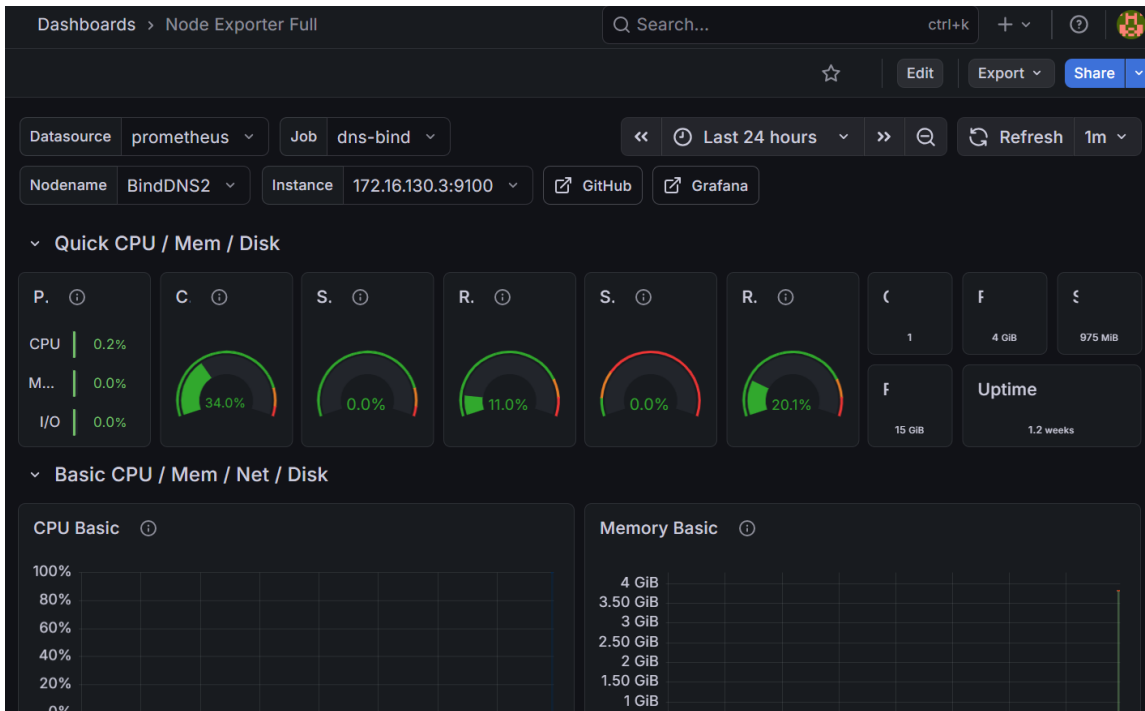 Dashboards › Node Exporter Full
Search... ctrl+k
Edit Export Share
Datasource prometheus Job dns-bind Last 24 hours Refresh 1m
Nodename BindDNS2 Instance 172.16.130.3:9100 GitHub Grafana
Quick CPU / Mem / Disk
P. C. S. R. S. R.
CPU 0.2%
M... 0.0%
I/O 0.0%
34.0% 0.0% 11.0% 0.0% 20.1%
1 4 GiB 975 MiB
15 GiB
Uptime
1.2 weeks
Basic CPU / Mem / Net / Disk
CPU Basic
100%
80%
60%
40%
20%
0%
Memory Basic
4 GiB
3.50 GiB
3 GiB
2.50 GiB
2 GiB
1.50 GiB
1 GiB